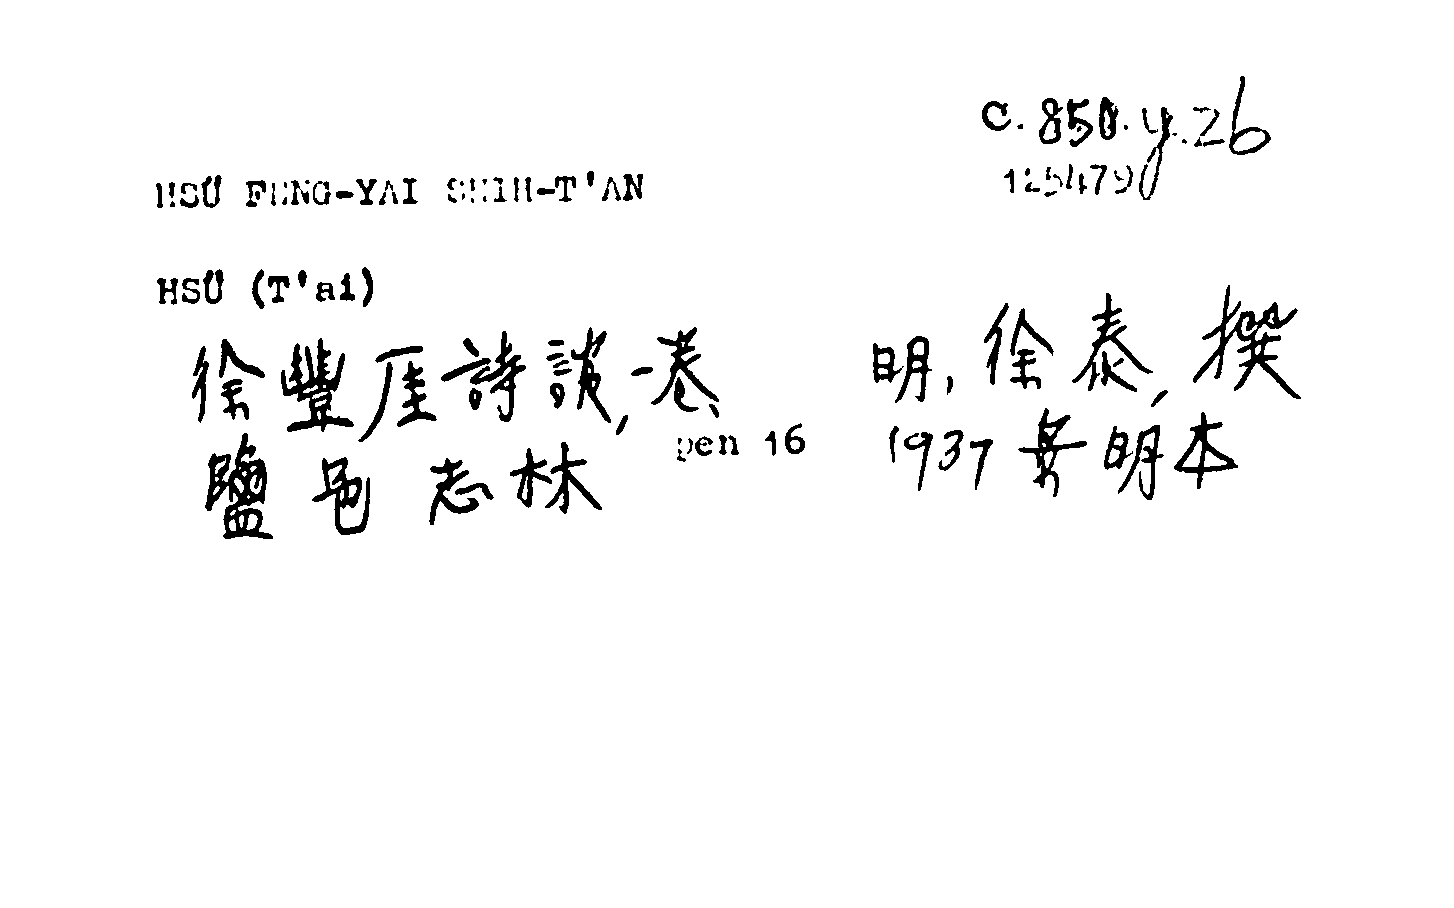 C.850.y.26
125479
HSÜ FENG-YAI SHIH-T'AN
HSÜ (T'ai)
徐豐厓詩談,一卷 明,徐泰,撰
鹽邑志林 pen 16 1937 景明本